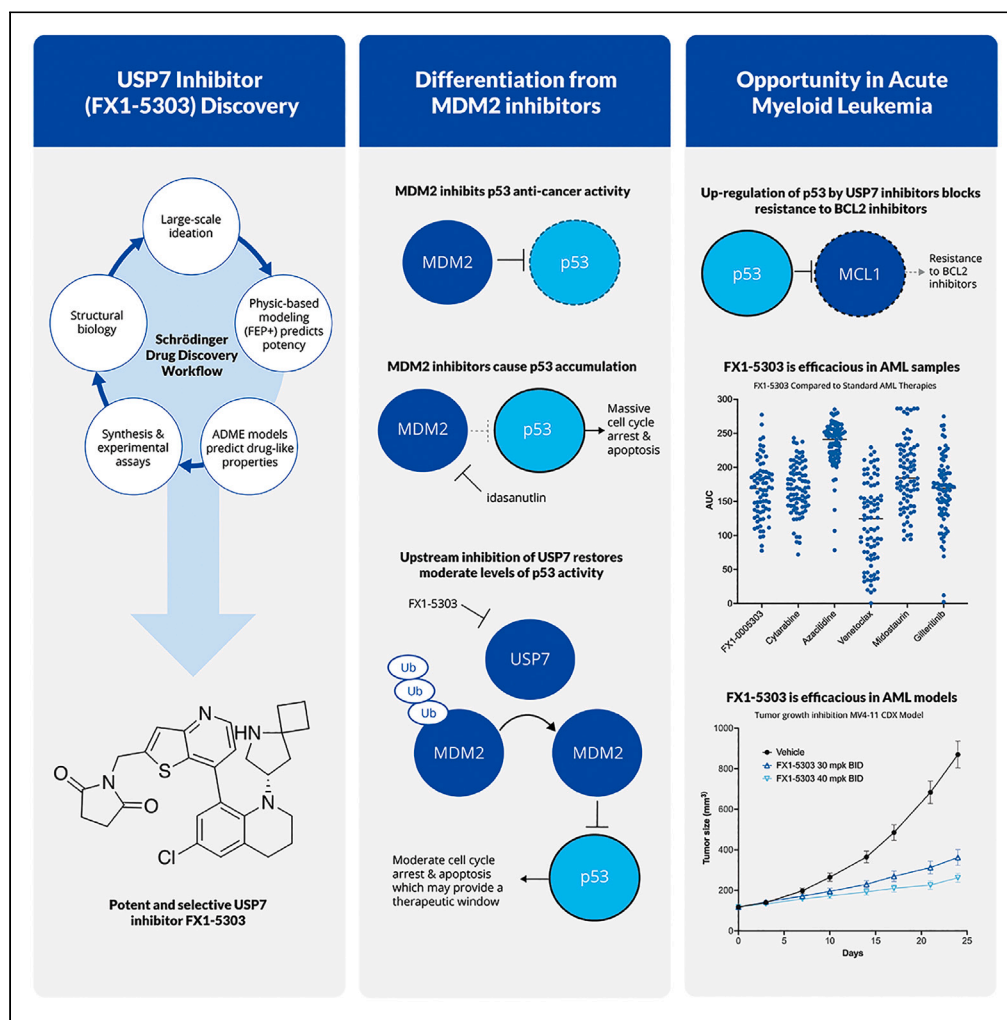 USP7 Inhibitor
(FX1-5303) Discovery
Large-scale
ideation
Physic-based
modeling
(FEP+) predicts
potency
ADME models
predict drug-like
properties
Synthesis &
experimental
assays
Structural
biology
Schrödinger
Drug Discovery
Workflow
N
HN
S
N
O
O
N
Cl
Potent and selective USP7
inhibitor FX1-5303
Differentiation from
MDM2 inhibitors
MDM2 inhibits p53 anti-cancer activity
MDM2
p53
MDM2 inhibitors cause p53 accumulation
MDM2
p53
Massive
cell cycle
arrest &
apoptosis
idasanutlin
Upstream inhibition of USP7 restores
moderate levels of p53 activity
FX1-5303
USP7
Ub
Ub
Ub
MDM2
MDM2
Moderate cell cycle
arrest & apoptosis
which may provide a
therapeutic window
p53
Opportunity in Acute
Myeloid Leukemia
Up-regulation of p53 by USP7 inhibitors blocks
resistance to BCL2 inhibitors
p53
MCL1
Resistance
to BCL2
inhibitors
FX1-5303 is efficacious in AML samples
FX1-5303 Compared to Standard AML Therapies
AUC
300
250
200
150
100
50
0
FX1-0005303
Cytarabine
Azacitidine
Venetoclax
Midostaurin
Gilteritinib
FX1-5303 is efficacious in AML models
Tumor growth inhibition MV4-11 CDX Model
Vehicle
FX1-5303 30 mpk BID
FX1-5303 40 mpk BID
Tumor size (mm³)
1000
800
600
400
200
0
0
5
10
15
20
25
Days